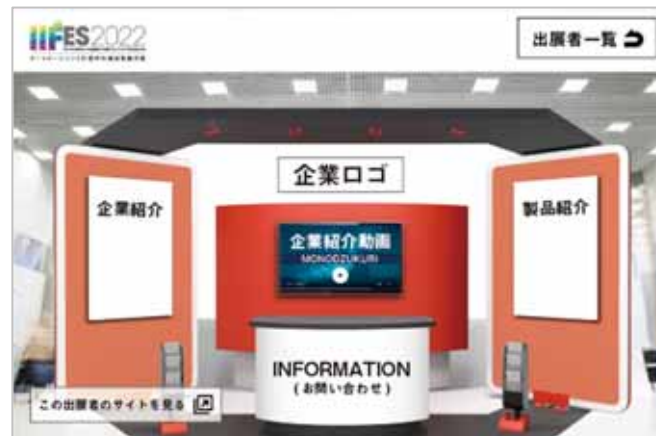 IIFES2022
出展者一覧
企業ロゴ
企業紹介
製品紹介
企業紹介動画
MONODZUKURI
INFORMATION
(お問い合わせ)
この出展者のサイトを見る